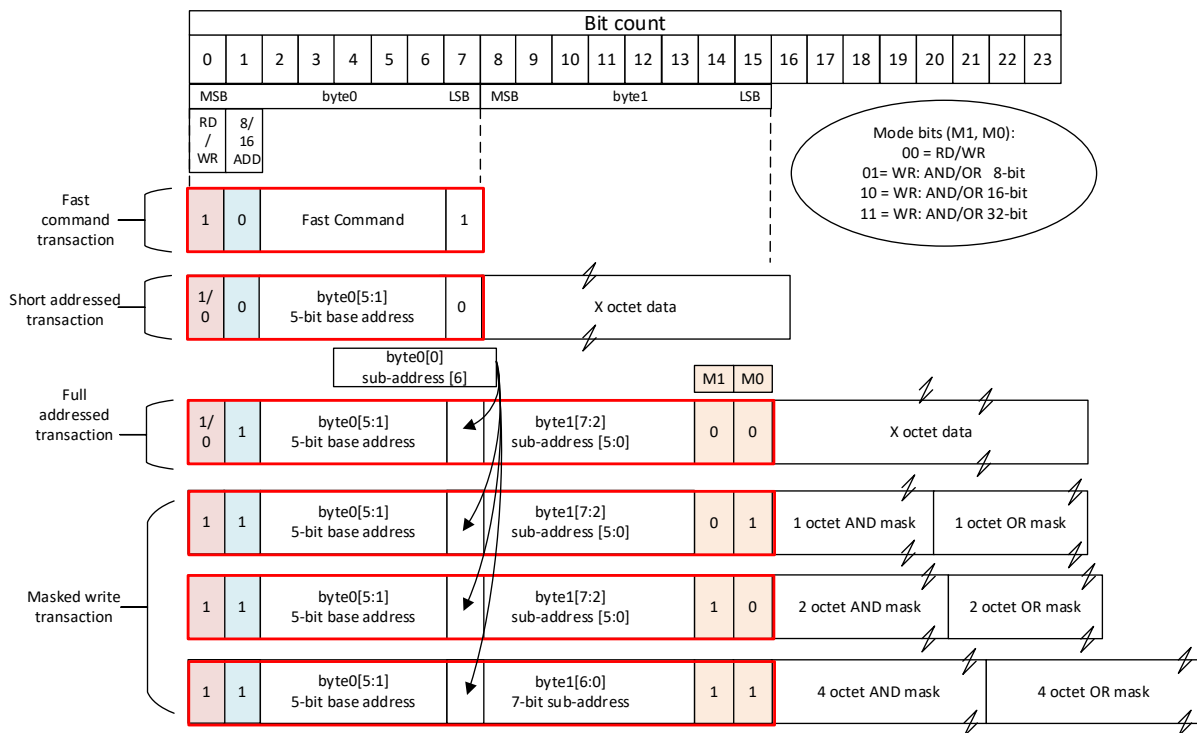 Bit count
0 1 2 3 4 5 6 7 8 9 10 11 12 13 14 15 16 17 18 19 20 21 22 23
MSB byte0 LSB MSB byte1 LSB
RD
/
WR
8/
16
ADD
Mode bits (M1, M0):
00 = RD/WR
01= WR: AND/OR 8-bit
10 = WR: AND/OR 16-bit
11 = WR: AND/OR 32-bit
Fast
command
transaction
1 0 Fast Command 1
Short addressed
transaction
1/
0
0
byte0[5:1]
5-bit base address
0
X octet data
byte0[0]
sub-address [6]
M1 M0
Full
addressed
transaction
1/
0
1
byte0[5:1]
5-bit base address
byte1[7:2]
sub-address [5:0]
0 0
X octet data
Masked write
transaction
1 1
byte0[5:1]
5-bit base address
byte1[7:2]
sub-address [5:0]
0 1
1 octet AND mask
1 octet OR mask
1 1
byte0[5:1]
5-bit base address
byte1[7:2]
sub-address [5:0]
1 0
2 octet AND mask
2 octet OR mask
1 1
byte0[5:1]
5-bit base address
byte1[6:0]
7-bit sub-address
1 1
4 octet AND mask
4 octet OR mask